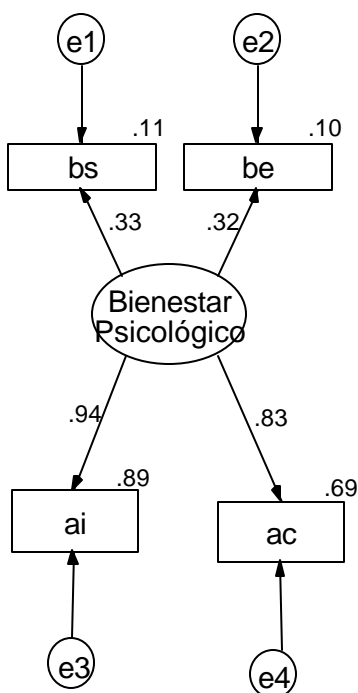 e1
e2
.11
.10
bs
be
.33
.32
Bienestar
Psicológico
.94
.83
.89
.69
ai
ac
e3
e4